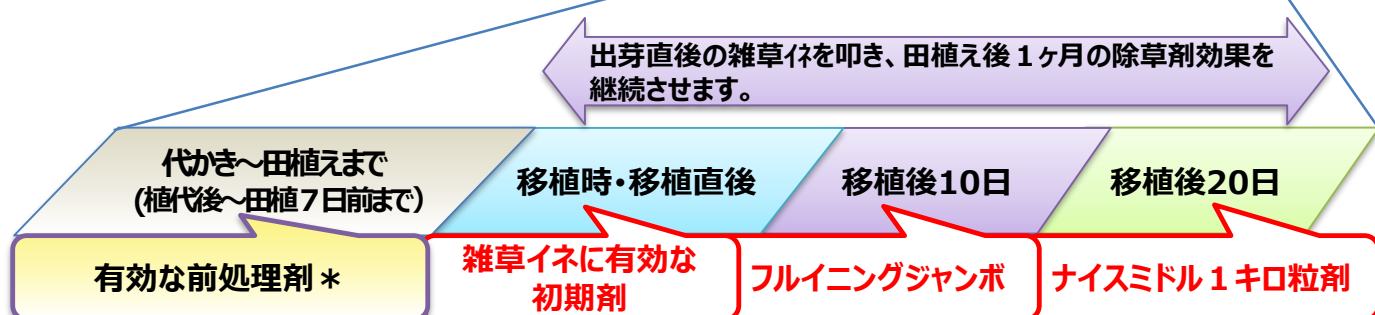 出芽直後の雑草ｲﾈを叩き、田植え後１ヶ月の除草剤効果を
継続させます。
代かき～田植えまで
(植代後～田植７日前まで）
移植時・移植直後
移植後10日
移植後20日
有効な前処理剤＊
雑草イネに有効な
初期剤
フルイニングジャンボ
ナイスミドル１キロ粒剤